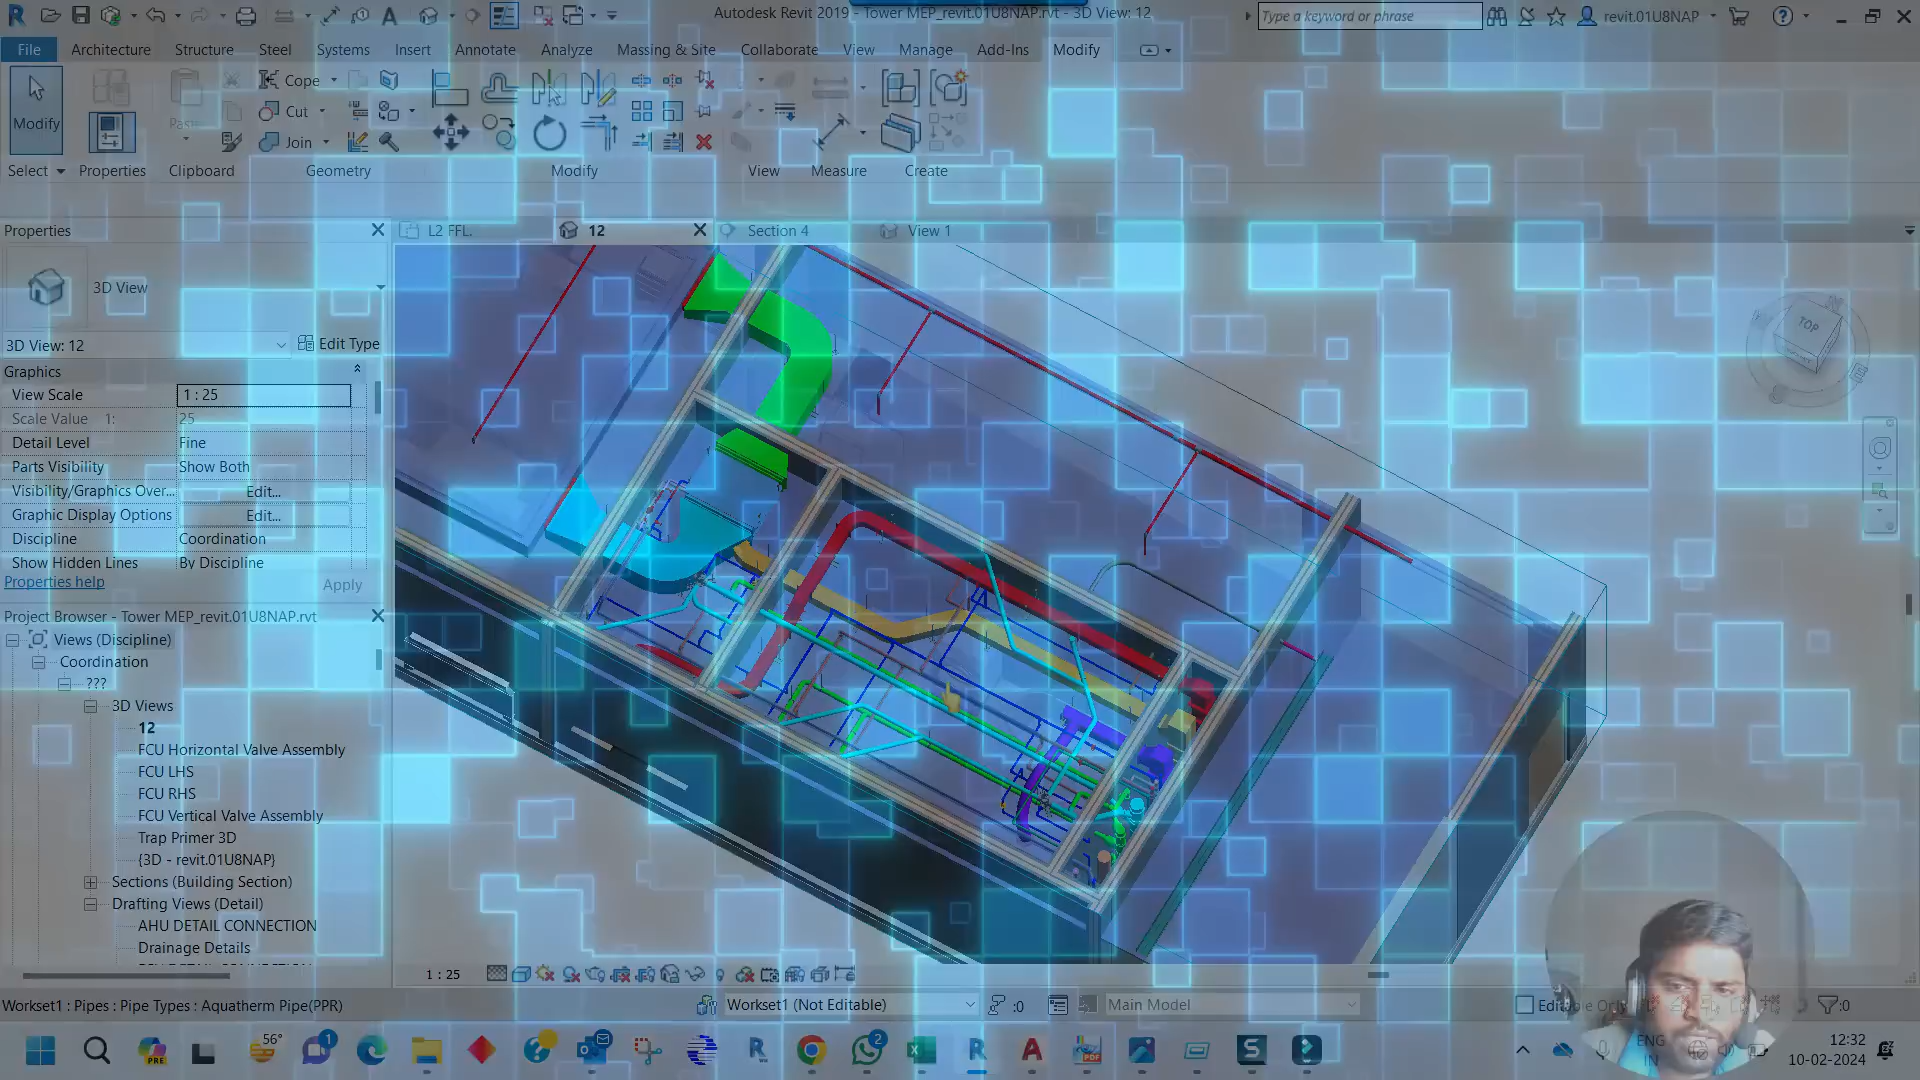 Autodesk Revit 2019 - Tower MEP_revit.01U8NAP.rvt - 3D View: 12
Type a keyword or phrase
revit.01U8NAP
File Architecture Structure Steel Systems Insert Annotate Analyze Massing & Site Collaborate View Manage Add-Ins Modify
Modify
Cope
Cut
Join
Select Properties Clipboard Geometry Modify View Measure Create
Properties
L2 FFL. 12 Section 4 View 1
3D View
3D View: 12 Edit Type
Graphics
View Scale 1 : 25
Scale Value 1: 25
Detail Level Fine
Parts Visibility Show Both
Visibility/Graphics Over... Edit...
Graphic Display Options Edit...
Discipline Coordination
Show Hidden Lines By Discipline
Properties help Apply
TOP
Project Browser - Tower MEP_revit.01U8NAP.rvt
Views (Discipline)
Coordination
???
3D Views
12
FCU Horizontal Valve Assembly
FCU LHS
FCU RHS
FCU Vertical Valve Assembly
Trap Primer 3D
{3D - revit.01U8NAP}
Sections (Building Section)
Drafting Views (Detail)
AHU DETAIL CONNECTION
Drainage Details
1 : 25
Workset1 : Pipes : Pipe Types : Aquatherm Pipe(PPR)
Workset1 (Not Editable)
:0
Main Model
:0
56°
PRE
1
2
PDF
ENG
IN
12:32
10-02-2024